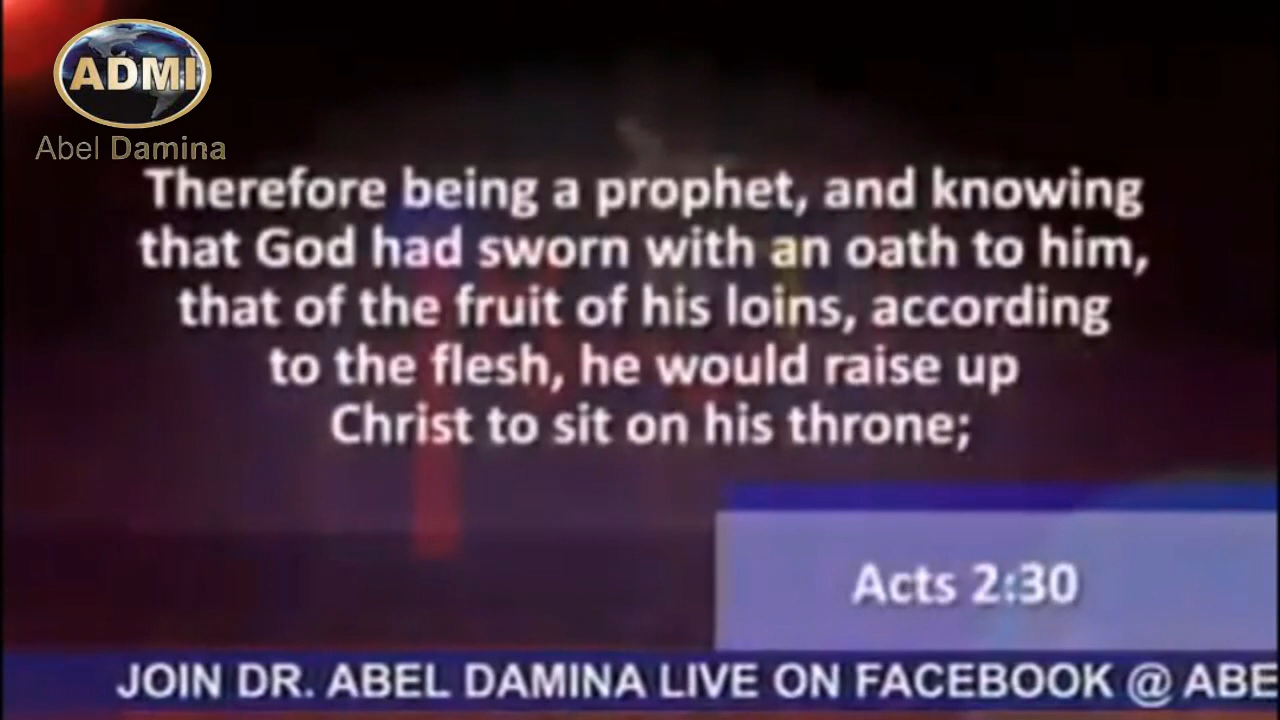 ADMI
Abel Damina
Therefore being a prophet, and knowing
that God had sworn with an oath to him,
that of the fruit of his loins, according
to the flesh, he would raise up
Christ to sit on his throne;
Acts 2:30
JOIN DR. ABEL DAMINA LIVE ON FACEBOOK @ ABE